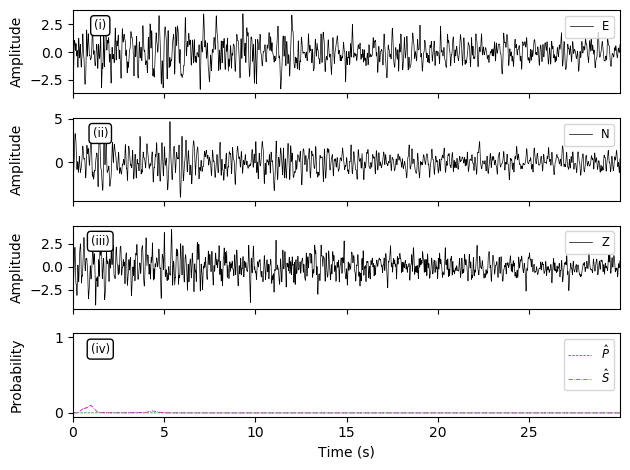 (i)
E
Amplitude
2.5
0.0
−2.5
(ii)
N
Amplitude
5
0
(iii)
Z
Amplitude
2.5
0.0
−2.5
(iv)
P̂
Ŝ
Probability
1
0
0 5 10 15 20 25
Time (s)